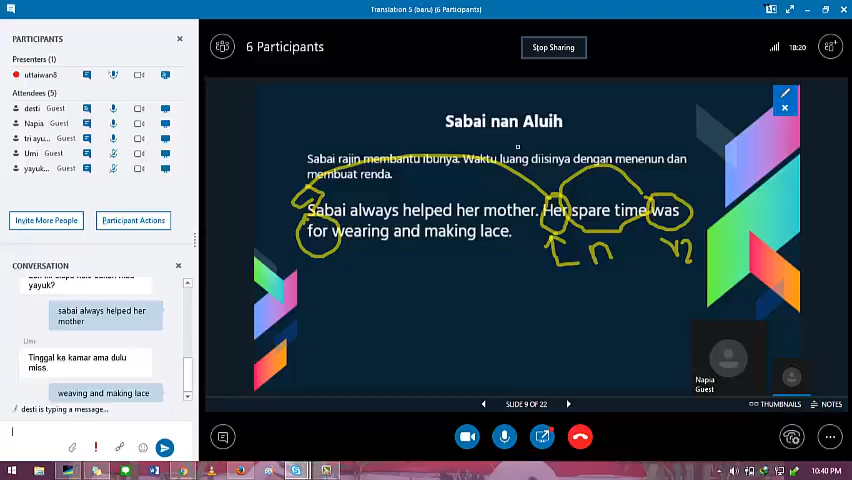 Translation 5 (baru) (6 Participants)
PARTICIPANTS
Presenters (1)
uttaiwan8
Attendees (5)
desti Guest
Napia Guest
tri ayu... Guest
Umi Guest
yayuk... Guest
Invite More People
Participant Actions
CONVERSATION
yayuk?
sabai always helped her
mother
Umi
Tinggal ke kamar ama dulu
miss.
weaving and making lace
desti is typing a message...
6 Participants
Stop Sharing
18:20
Sabai nan Aluih
Sabai rajin membantu ibunya. Waktu luang diisinya dengan menenun dan
membuat renda.
Sabai always helped her mother. Her spare time was
for wearing and making lace.
n
v2
Napia
Guest
SLIDE 9 OF 22
THUMBNAILS
NOTES
10:40 PM